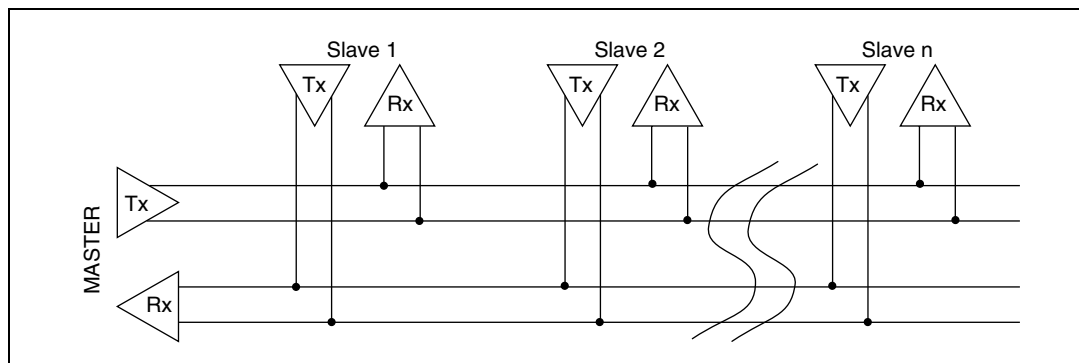 Slave 1 Slave 2 Slave n
Tx Rx Tx Rx Tx Rx
Tx
MASTER
Rx